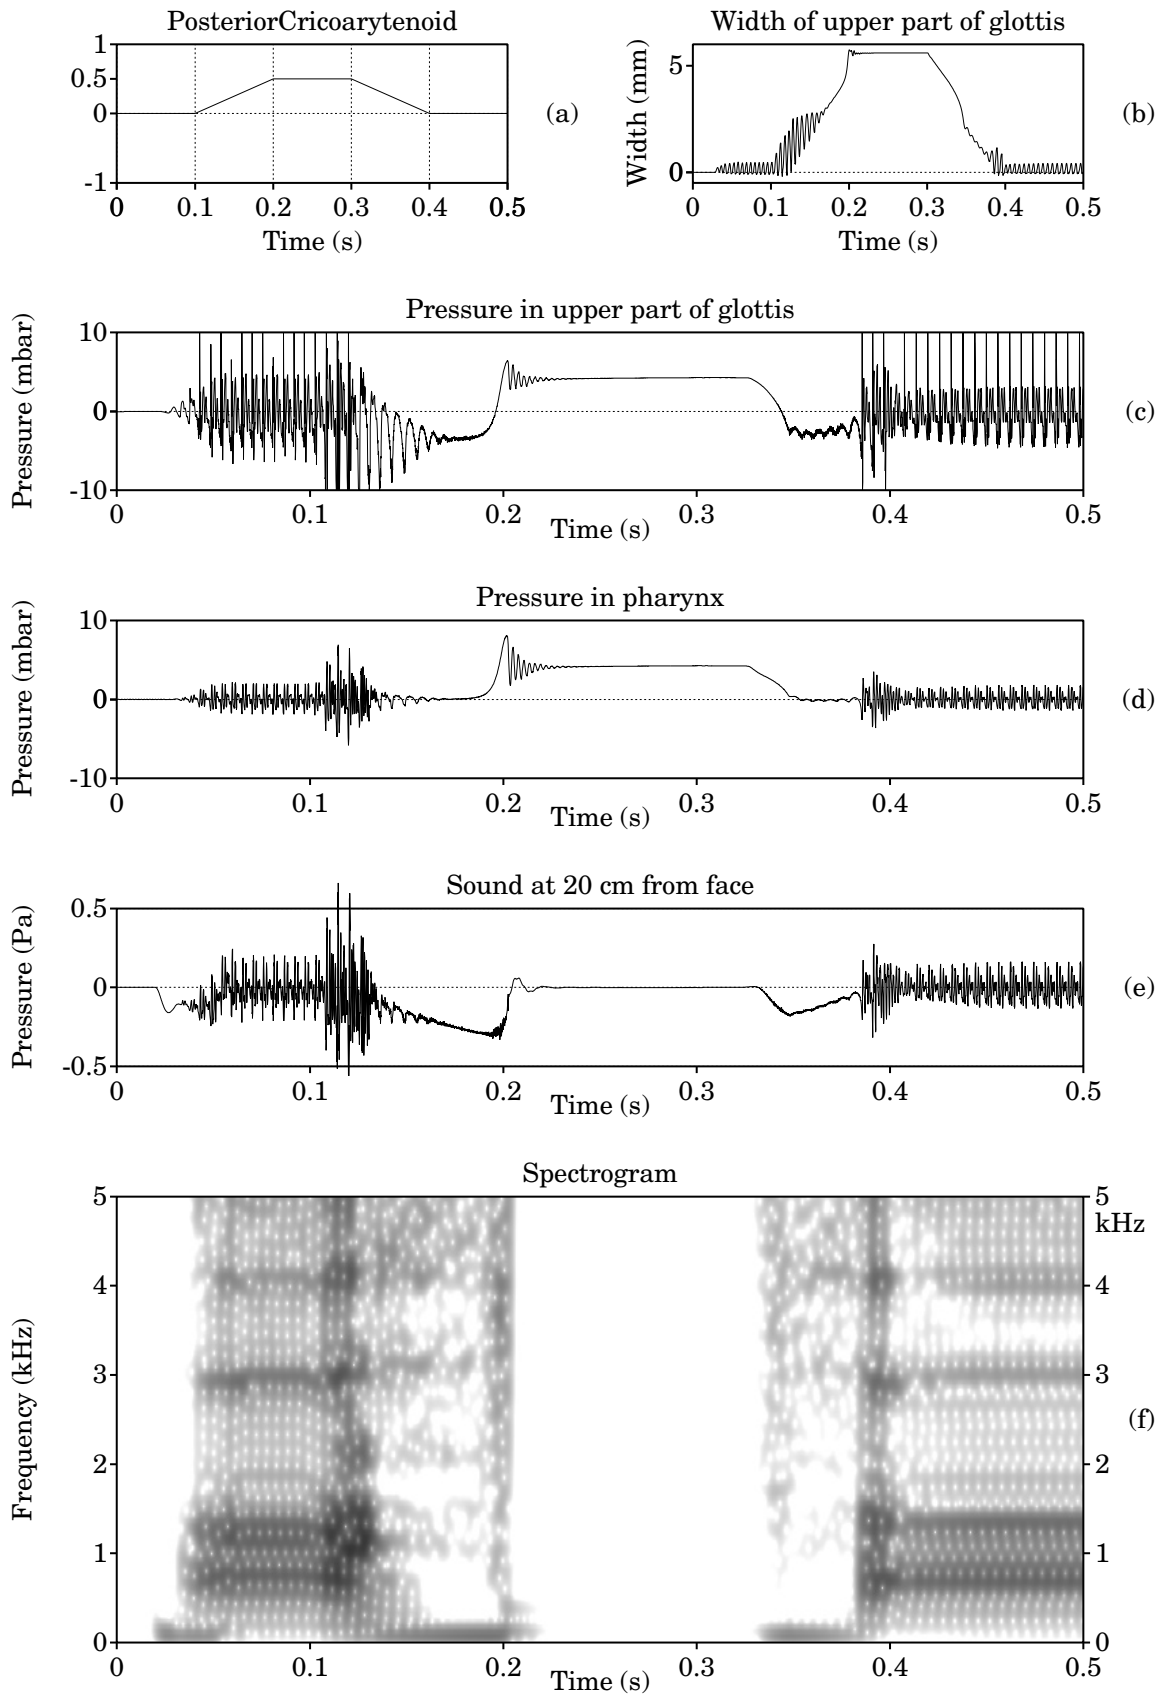 PosteriorCricoarytenoid
1
0.5
0
-1
0 0.1 0.2 0.3 0.4 0.5
Time (s)
(a)
Width of upper part of glottis
Width (mm)
5
0
0 0.1 0.2 0.3 0.4 0.5
Time (s)
(b)
Pressure in upper part of glottis
Pressure (mbar)
10
0
-10
0 0.1 0.2 0.3 0.4 0.5
Time (s)
(c)
Pressure in pharynx
Pressure (mbar)
10
0
-10
0 0.1 0.2 0.3 0.4 0.5
Time (s)
(d)
Sound at 20 cm from face
Pressure (Pa)
0.5
0
-0.5
0 0.1 0.2 0.3 0.4 0.5
Time (s)
(e)
Spectrogram
Frequency (kHz)
5
4
3
2
1
0
5
kHz
4
3
2
1
0
0 0.1 0.2 0.3 0.4 0.5
Time (s)
(f)